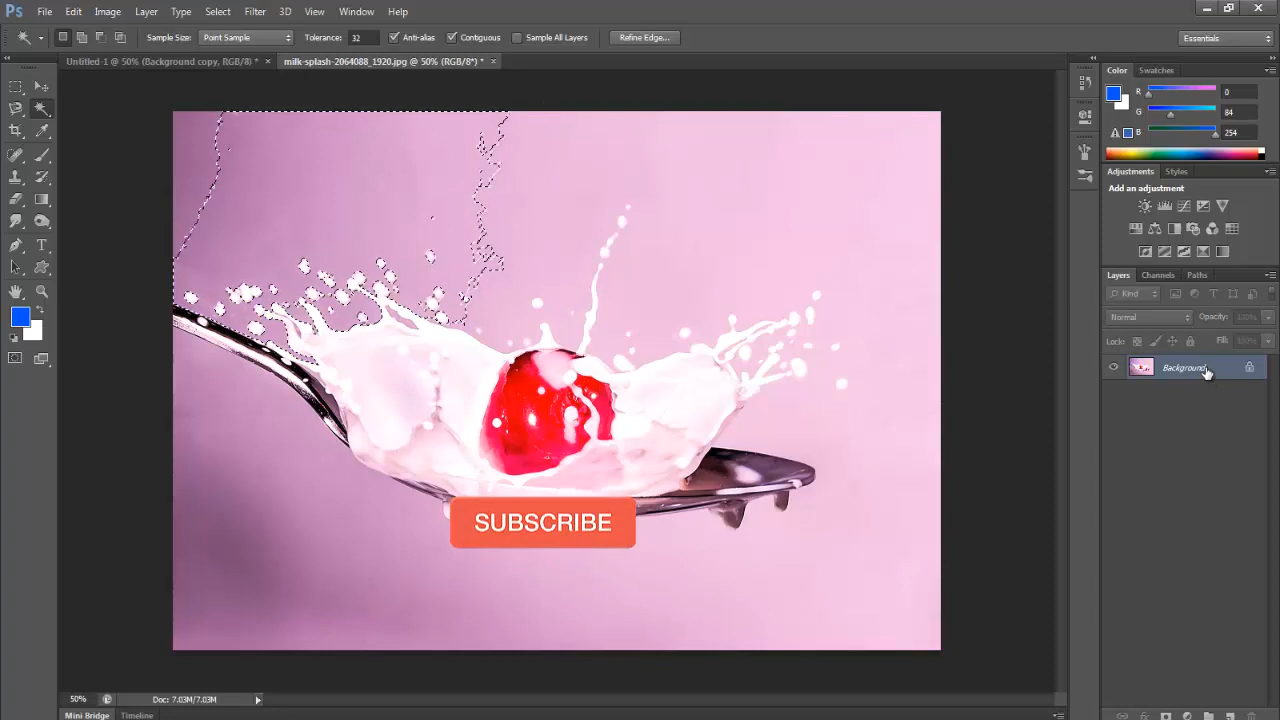 Ps File Edit Image Layer Type Select Filter 3D View Window Help
Sample Size: Point Sample Tolerance: 32 Anti-alias Contiguous Sample All Layers Refine Edge... Essentials
Untitled-1 @ 50% (Background copy, RGB/8) * × milk-splash-2064088_1920.jpg @ 50% (RGB/8*) * ×
Color Swatches
R 0
G 84
B 254
Adjustments Styles
Add an adjustment
Layers Channels Paths
Kind
Normal Opacity: 100%
Lock: Fill: 100%
Background
SUBSCRIBE
50% Doc: 7.03M/7.03M
Mini Bridge Timeline